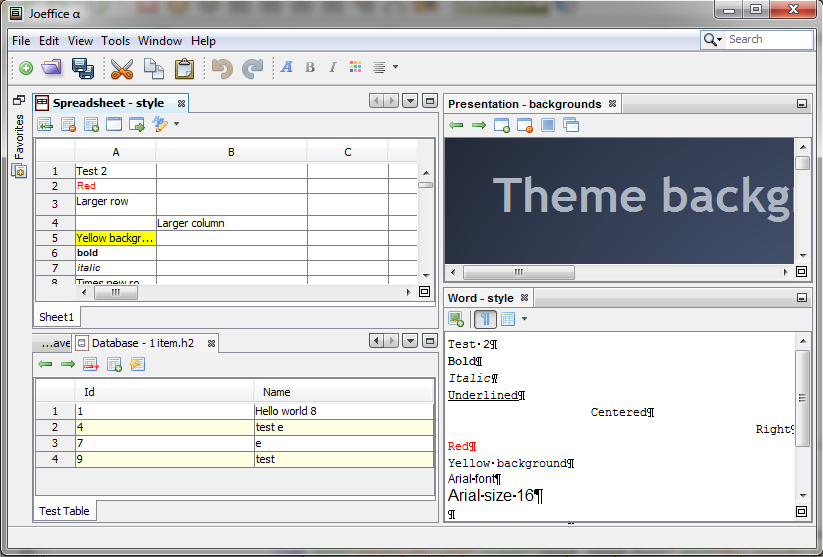 Joeffice α
File Edit View Tools Window Help
Search
Favorites
Spreadsheet - style
A B C
1 Test 2
2 Red
3 Larger row
4 Larger column
5 Yellow backgr...
6 bold
7 italic
8 Times new ro
Sheet1
...ave
Database - 1 item.h2
Id Name
1 1 Hello world 8
2 4 test e
3 7 e
4 9 test
Test Table
Presentation - backgrounds
Theme backg
Word - style
Test·2¶
Bold¶
Italic¶
Underlined¶
Centered¶
Right¶
Red¶
Yellow·background¶
Arial·font¶
Arial·size·16¶
¶